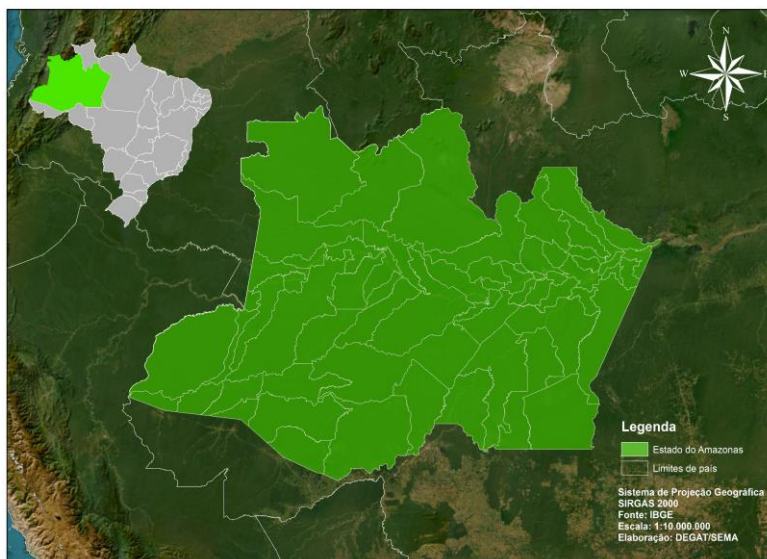 N
W
E
S
Legenda
Estado do Amazonas
Limites de país
Sistema de Projeção Geográfica
SIRGAS 2000
Fonte: IBGE
Escala: 1:10.000.000
Elaboração: DEGAT/SEMA